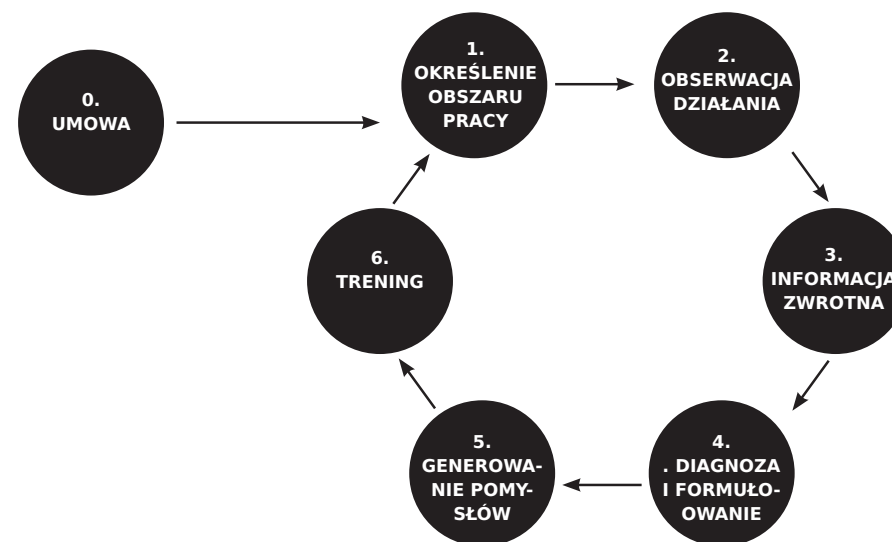 0.
UMOWA
1.
OKREŚLENIE
OBSZARU
PRACY
2.
OBSERWACJA
DZIAŁANIA
3.
INFORMACJA
ZWROTNA
4.
. DIAGNOZA
I FORMUŁO-
OWANIE
5.
GENEROWA-
NIE POMY-
SŁÓW
6.
TRENING